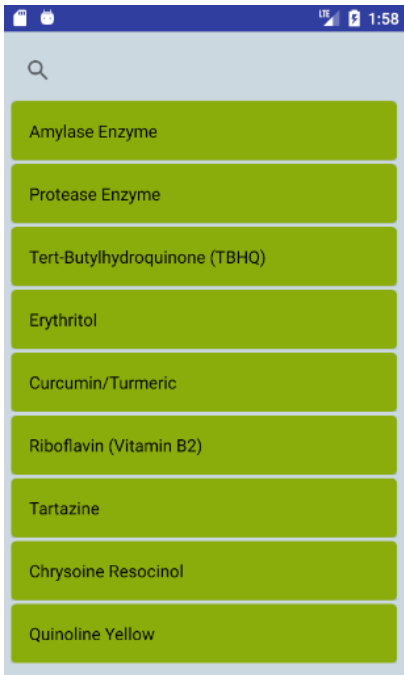 LTE 1:58
Amylase Enzyme
Protease Enzyme
Tert-Butylhydroquinone (TBHQ)
Erythritol
Curcumin/Turmeric
Riboflavin (Vitamin B2)
Tartazine
Chrysoine Resocinol
Quinoline Yellow